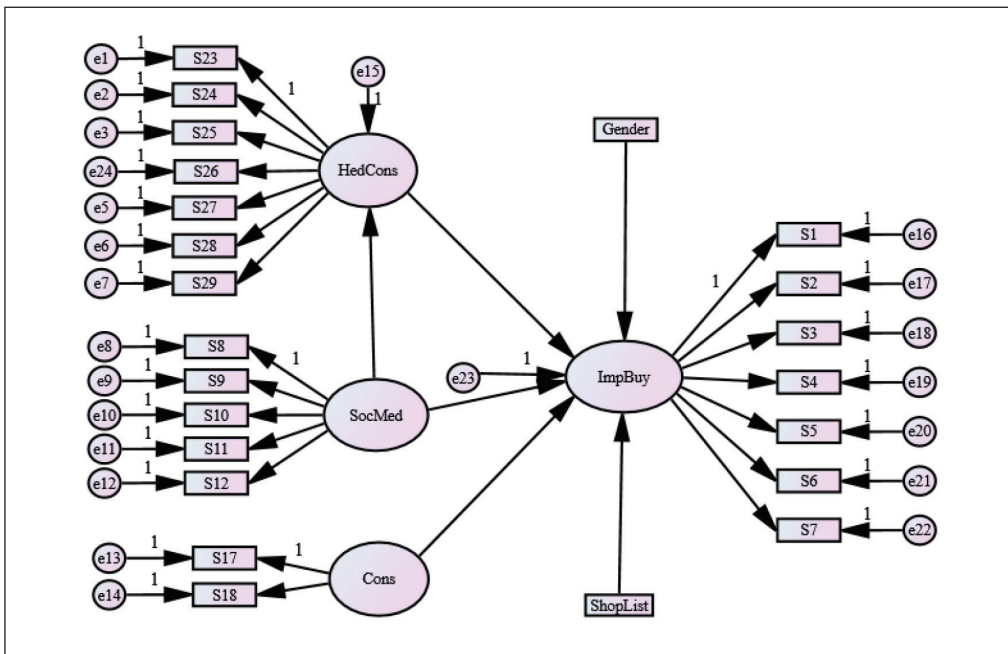 e1 1 S23
e2 1 S24
e3 1 S25
e24 1 S26
e5 1 S27
e6 1 S28
e7 1 S29
1
e15
1
HedCons
e8 1 S8
e9 1 S9
e10 1 S10
e11 1 S11
e12 1 S12
1
SocMed
e13 1 S17
e14 1 S18
1
Cons
e23 1
Gender
ImpBuy
ShopList
1
S1 1 e16
S2 1 e17
S3 1 e18
S4 1 e19
S5 1 e20
S6 1 e21
S7 1 e22